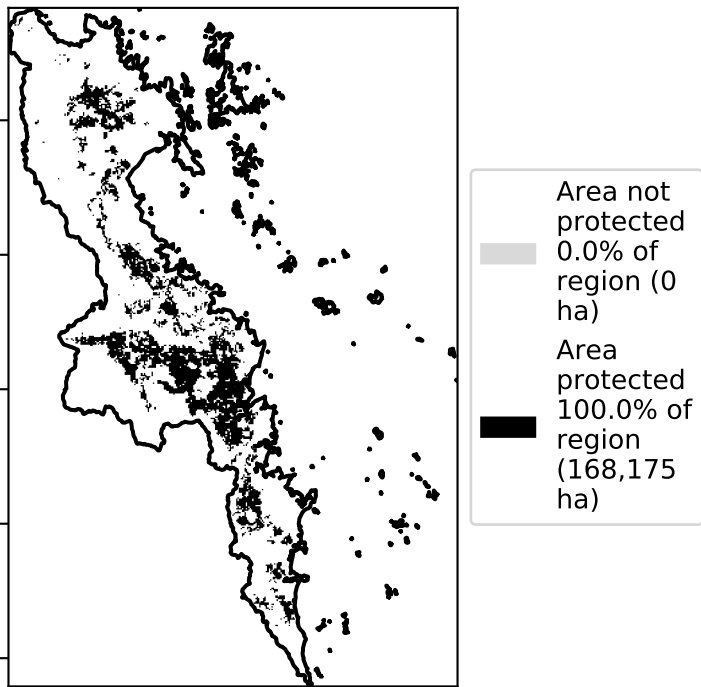 Area not
protected
0.0% of
region (0
ha)
Area
protected
100.0% of
region
(168,175
ha)